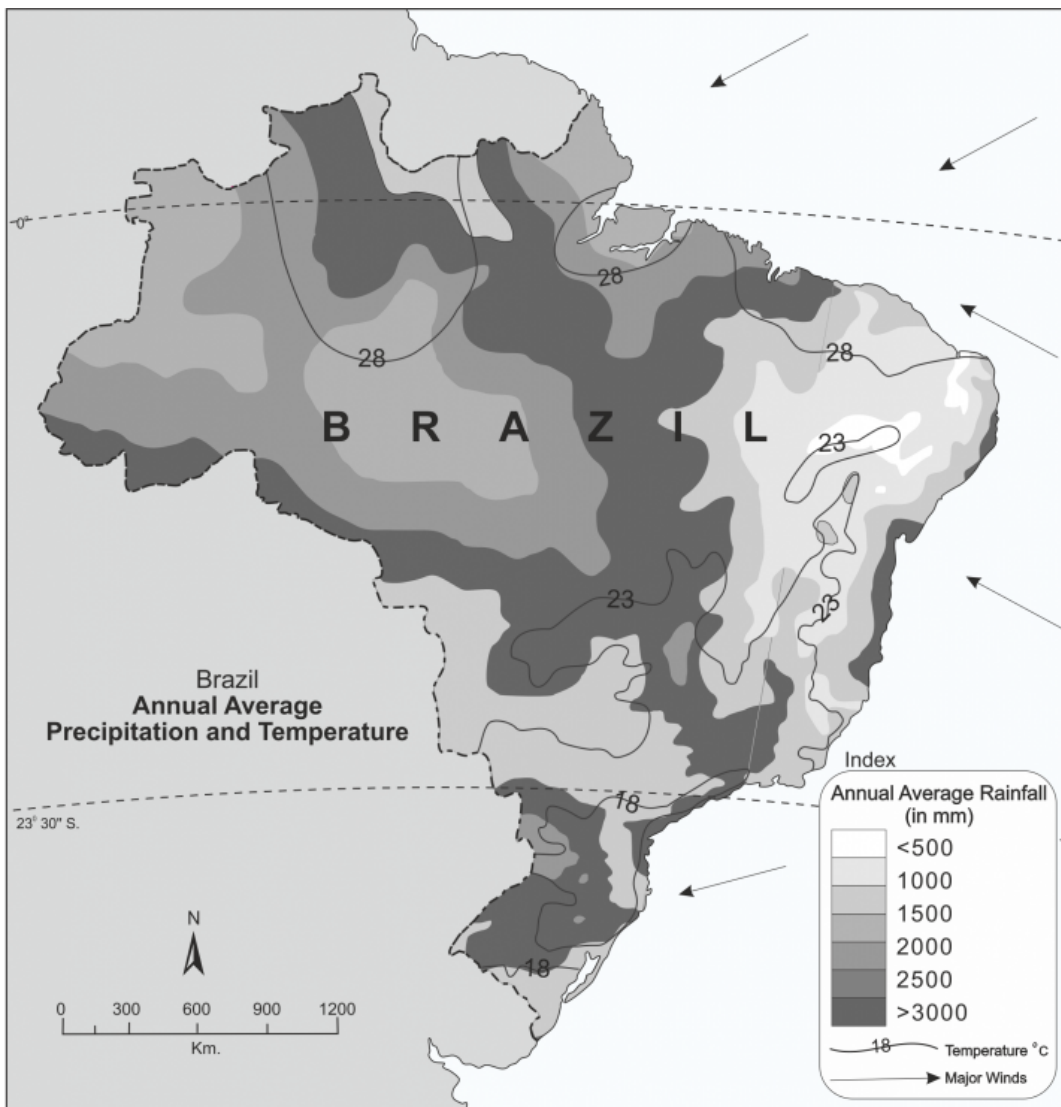 0°
28
28
28
B R A Z I L
23
23
23
Brazil
Annual Average
Precipitation and Temperature
18
23° 30" S.
18
N
0 300 600 900 1200
Km.
Index
Annual Average Rainfall
(in mm)
<500
1000
1500
2000
2500
>3000
18 Temperature °C
Major Winds